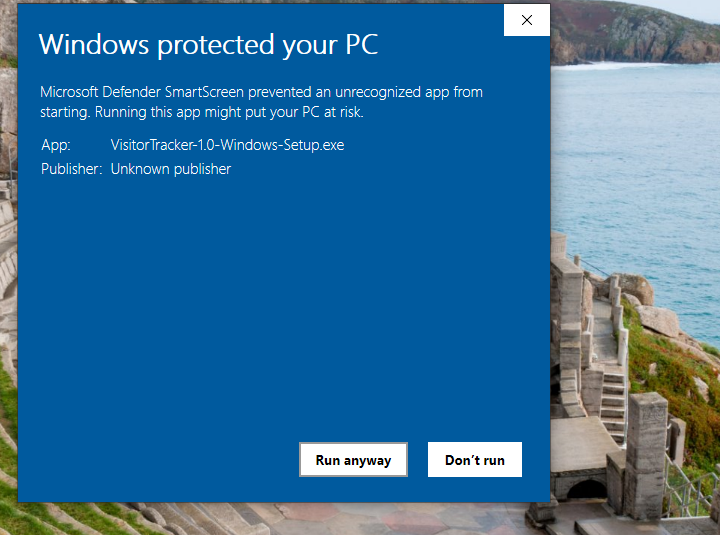 Windows protected your PC
Microsoft Defender SmartScreen prevented an unrecognized app from
starting. Running this app might put your PC at risk.
App: VisitorTracker-1.0-Windows-Setup.exe
Publisher: Unknown publisher
Run anyway Don’t run